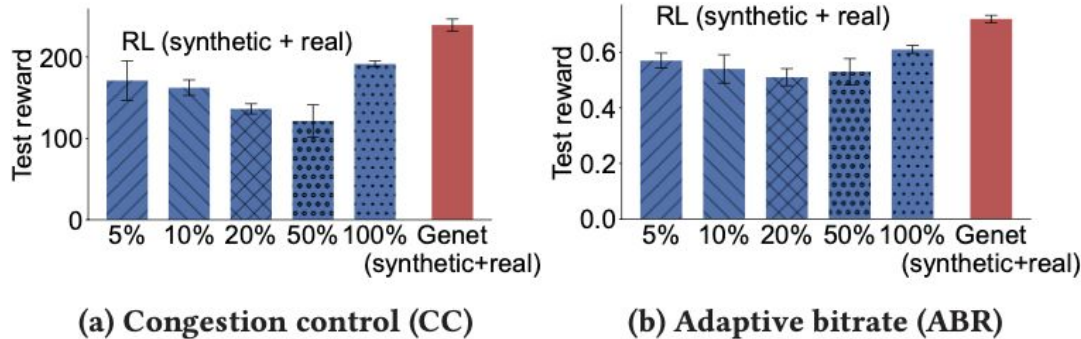 RL (synthetic + real)
Test reward
200
100
0
5% 10% 20% 50% 100% Genet
(synthetic+real)
(a) Congestion control (CC)
RL (synthetic + real)
Test reward
0.6
0.4
0.2
0.0
5% 10% 20% 50% 100% Genet
(synthetic+real)
(b) Adaptive bitrate (ABR)